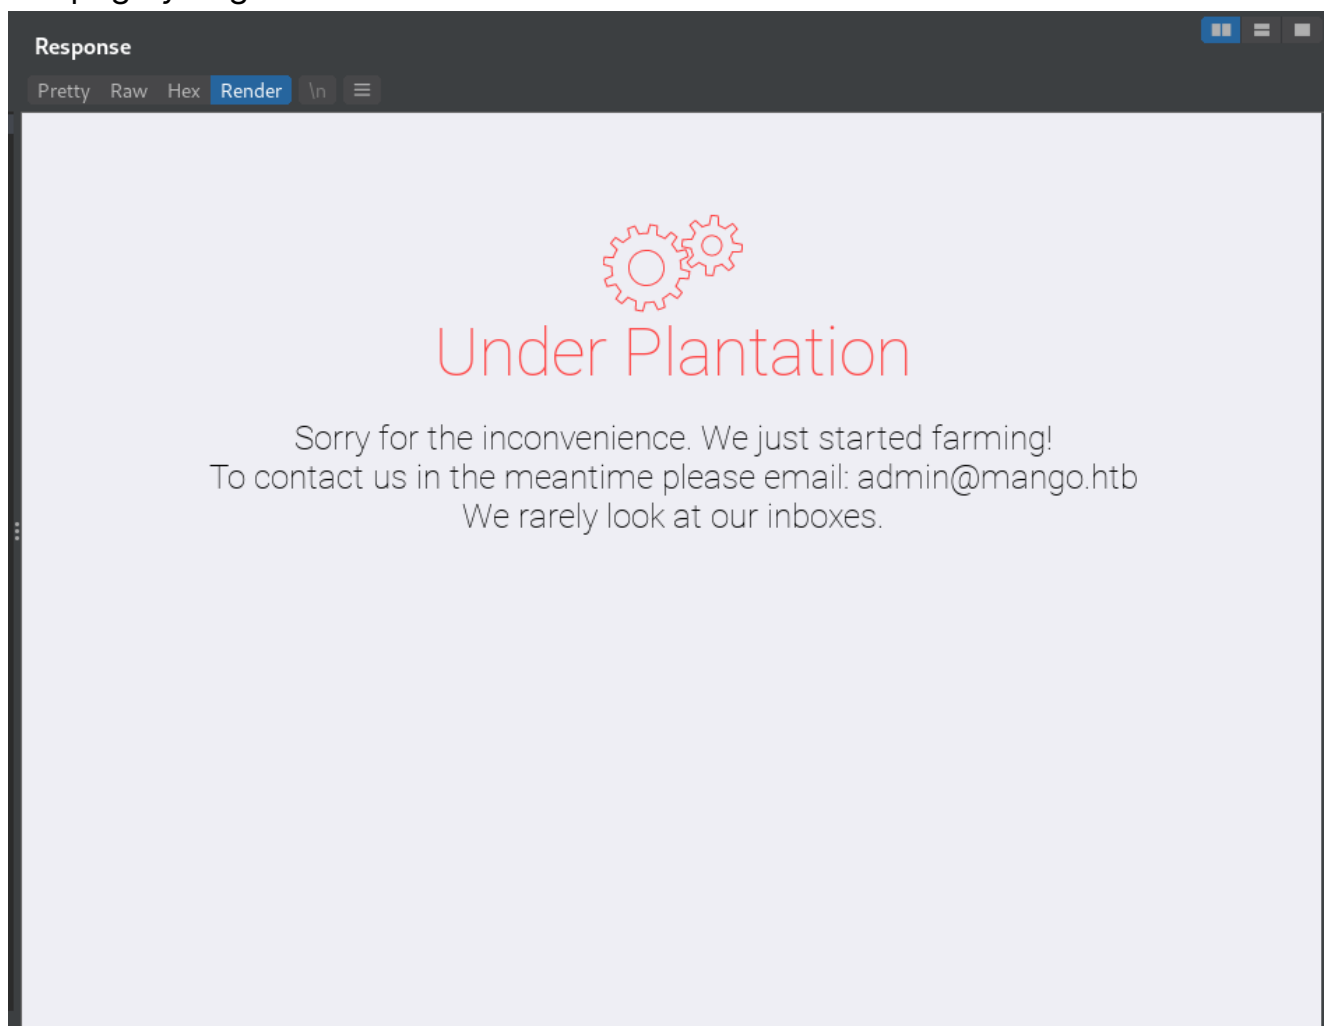 Response
Pretty Raw Hex Render \n
Under Plantation
Sorry for the inconvenience. We just started farming!
To contact us in the meantime please email: admin@mango.htb
We rarely look at our inboxes.